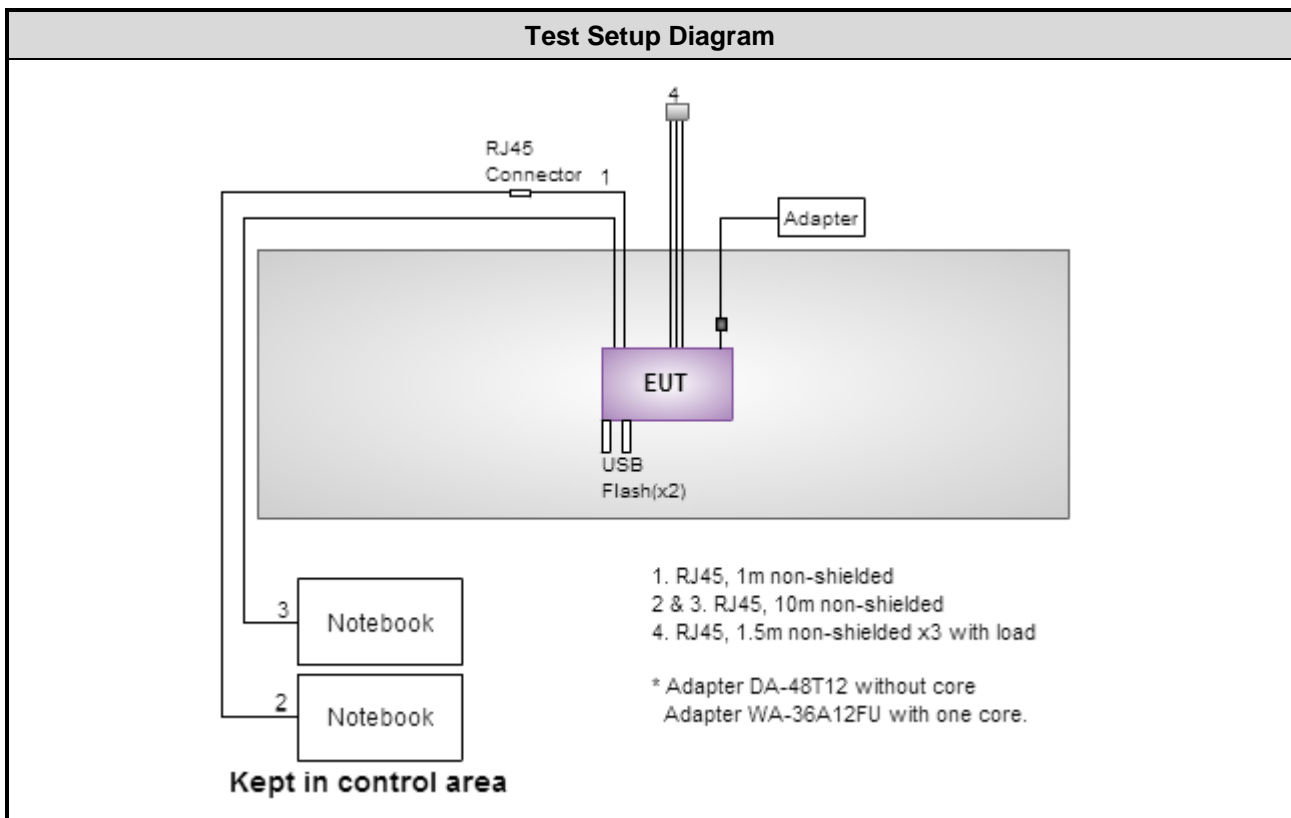 Test Setup Diagram
4
RJ45
Connector
1
Adapter
EUT
USB
Flash(x2)
3
Notebook
2
Notebook
Kept in control area
1. RJ45, 1m non-shielded
2 & 3. RJ45, 10m non-shielded
4. RJ45, 1.5m non-shielded x3 with load
* Adapter DA-48T12 without core
Adapter WA-36A12FU with one core.